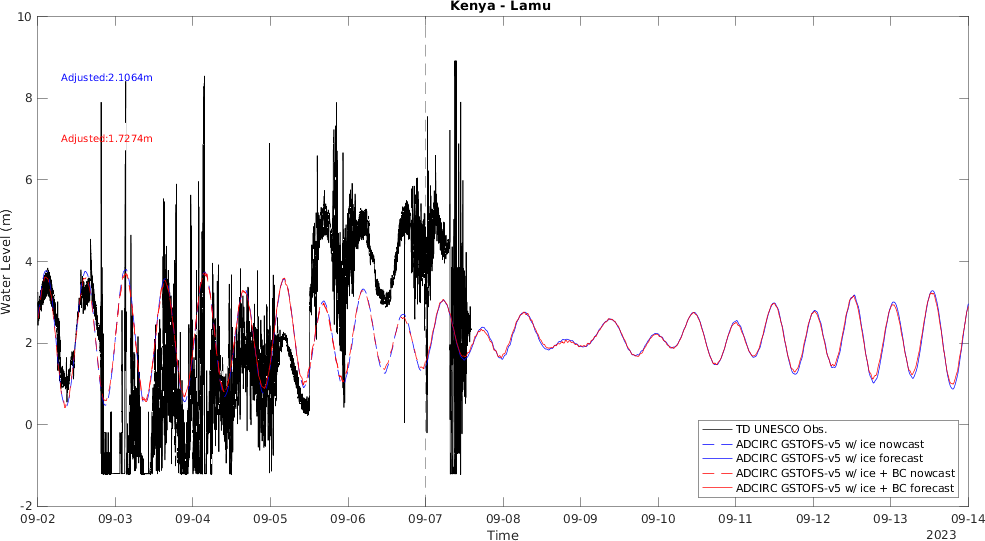 Kenya - Lamu
10
8
6
4
2
0
-2
Water Level (m)
Adjusted:2.1064m
Adjusted:1.7274m
TD UNESCO Obs.
ADCIRC GSTOFS-v5 w/ ice nowcast
ADCIRC GSTOFS-v5 w/ ice forecast
ADCIRC GSTOFS-v5 w/ ice + BC nowcast
ADCIRC GSTOFS-v5 w/ ice + BC forecast
09-02 09-03 09-04 09-05 09-06 09-07 09-08 09-09 09-10 09-11 09-12 09-13 09-14
Time
2023